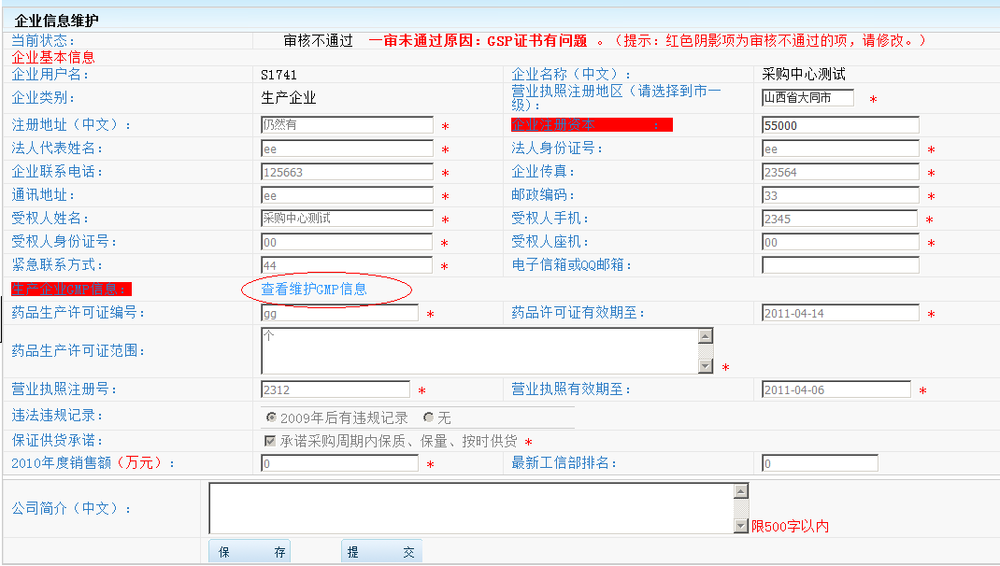 企业信息维护
当前状态： 审核不通过 一审未通过原因：GSP证书有问题 。（提示：红色阴影项为审核不通过的项，请修改。）
企业基本信息
企业用户名： S1741 企业名称（中文）： 采购中心测试
企业类别： 生产企业 营业执照注册地区（请选择到市一级）： 山西省大同市 *
注册地址（中文）： 仍然有 * 企业注册资本 ： 55000
法人代表姓名： ee * 法人身份证号： ee *
企业联系电话： 125663 * 企业传真： 23564 *
通讯地址： ee * 邮政编码： 33 *
受权人姓名： 采购中心测试 * 受权人手机： 2345 *
受权人身份证号： 00 * 受权人座机： 00 *
紧急联系方式： 44 * 电子信箱或QQ邮箱：
生产企业GMP信息： 查看维护GMP信息
药品生产许可证编号： gg * 药品许可证有效期至： 2011-04-14 *
药品生产许可证范围： 个 *
营业执照注册号： 2312 * 营业执照有效期至： 2011-04-06 *
违法违规记录： 2009年后有违规记录 无
保证供货承诺： 承诺采购周期内保质、保量、按时供货 *
2010年度销售额（万元）： 0 * 最新工信部排名： 0
公司简介（中文）： 限500字以内
保 存 提 交